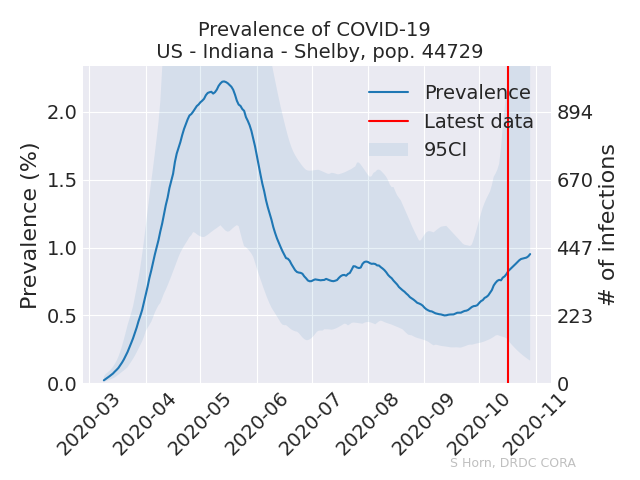 Prevalence of COVID-19
US - Indiana - Shelby, pop. 44729
Prevalence (%)
2.0
1.5
1.0
0.5
0.0
Prevalence
Latest data
95CI
894
670
447
223
0
# of infections
2020-03
2020-04
2020-05
2020-06
2020-07
2020-08
2020-09
2020-10
2020-11
S Horn, DRDC CORA